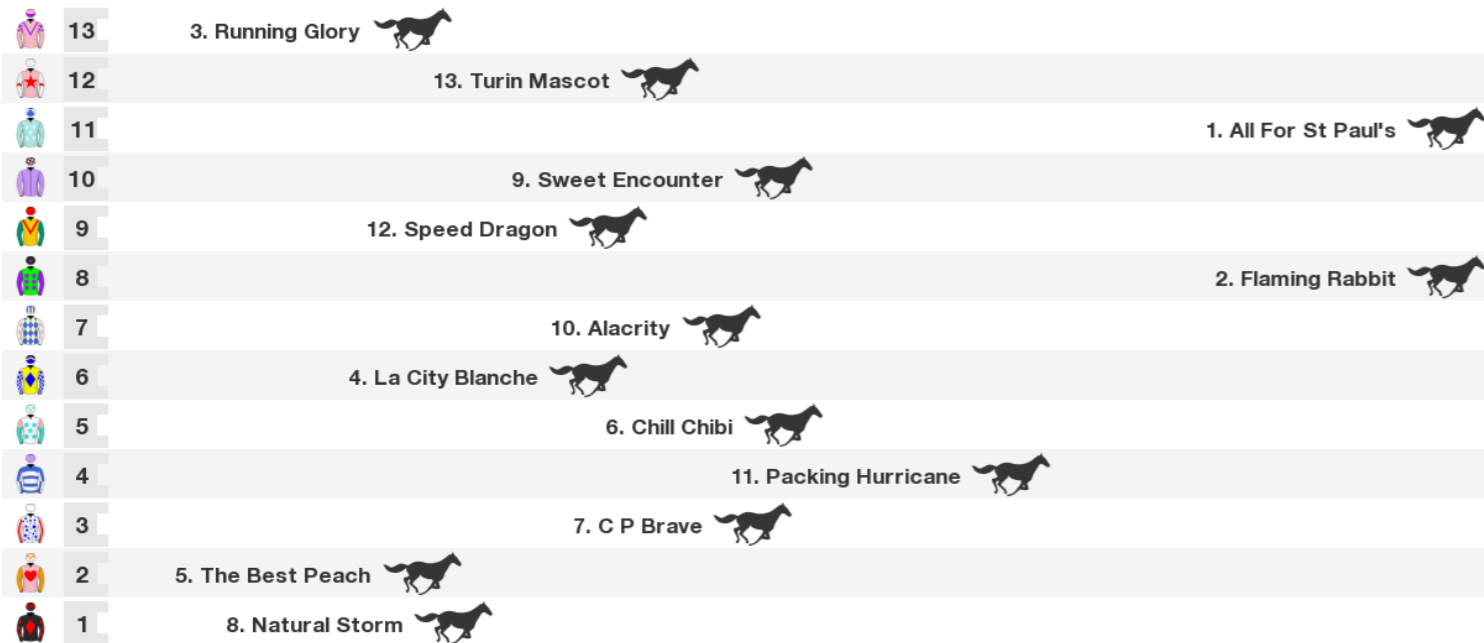 13 3. Running Glory
12 13. Turin Mascot
11 1. All For St Paul's
10 9. Sweet Encounter
9 12. Speed Dragon
8 2. Flaming Rabbit
7 10. Alacrity
6 4. La City Blanche
5 6. Chill Chibi
4 11. Packing Hurricane
3 7. C P Brave
2 5. The Best Peach
1 8. Natural Storm